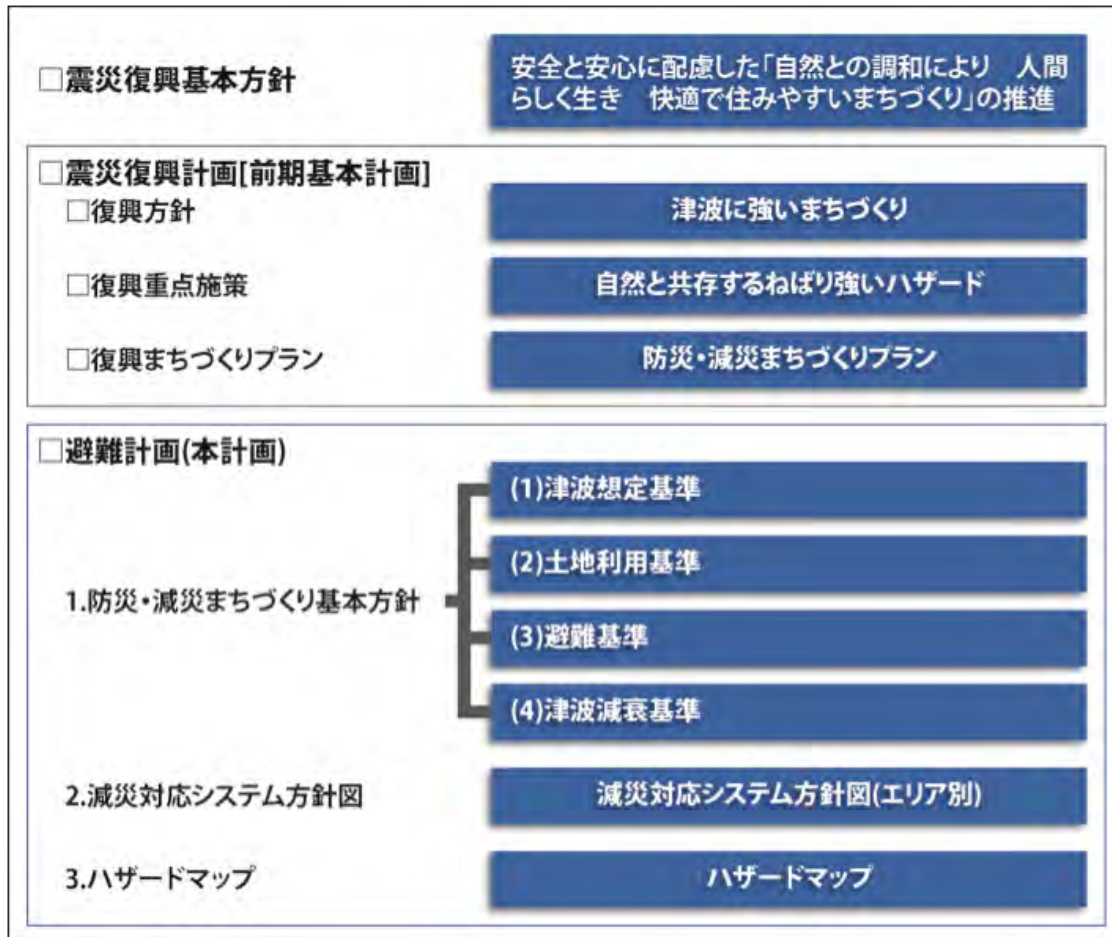 □震災復興基本方針
安全と安心に配慮した「自然との調和により　人間
らしく生き　快適で住みやすいまちづくり」の推進
□震災復興計画[前期基本計画]
□復興方針
津波に強いまちづくり
□復興重点施策
自然と共存するねばり強いハザード
□復興まちづくりプラン
防災・減災まちづくりプラン
□避難計画(本計画)
1.防災・減災まちづくり基本方針
(1)津波想定基準
(2)土地利用基準
(3)避難基準
(4)津波減衰基準
2.減災対応システム方針図
減災対応システム方針図(エリア別)
3.ハザードマップ
ハザードマップ